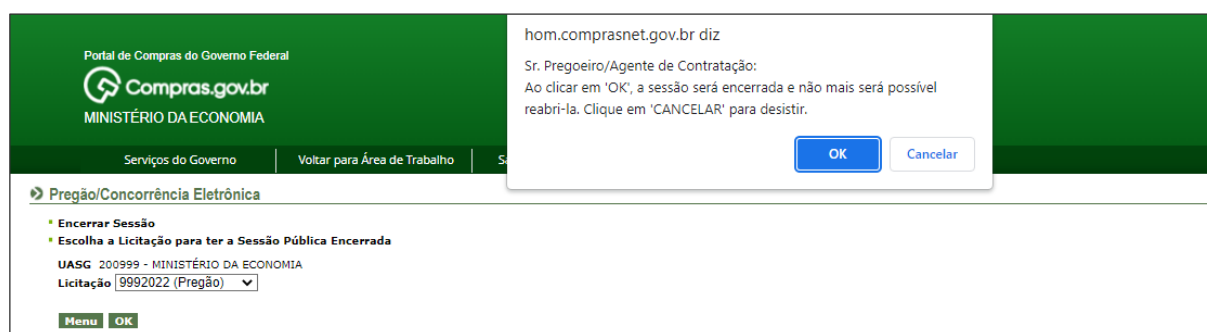 hom.comprasnet.gov.br diz
Sr. Pregoeiro/Agente de Contratação:
Ao clicar em 'OK', a sessão será encerrada e não mais será possível
reabri-la. Clique em 'CANCELAR' para desistir.
OK Cancelar
Portal de Compras do Governo Federal
Compras.gov.br
MINISTÉRIO DA ECONOMIA
Serviços do Governo Voltar para Área de Trabalho
Pregão/Concorrência Eletrônica
Encerrar Sessão
Escolha a Licitação para ter a Sessão Pública Encerrada
UASG 200999 - MINISTÉRIO DA ECONOMIA
Licitação 9992022 (Pregão)
Menu OK